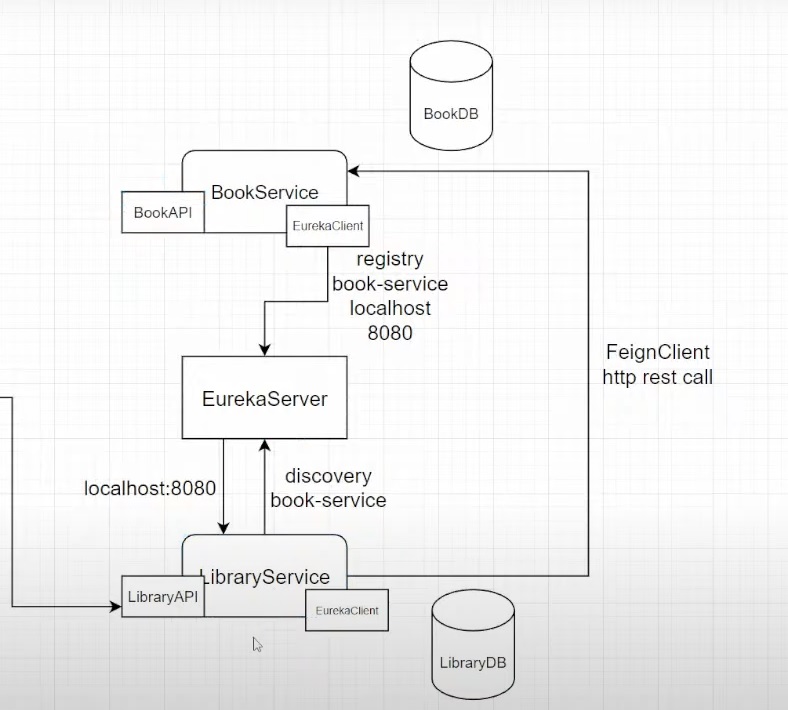 BookDB
BookService
BookAPI
EurekaClient
registry
book-service
localhost
8080
FeignClient
http rest call
EurekaServer
localhost:8080
discovery
book-service
LibraryService
LibraryAPI
EurekaClient
LibraryDB